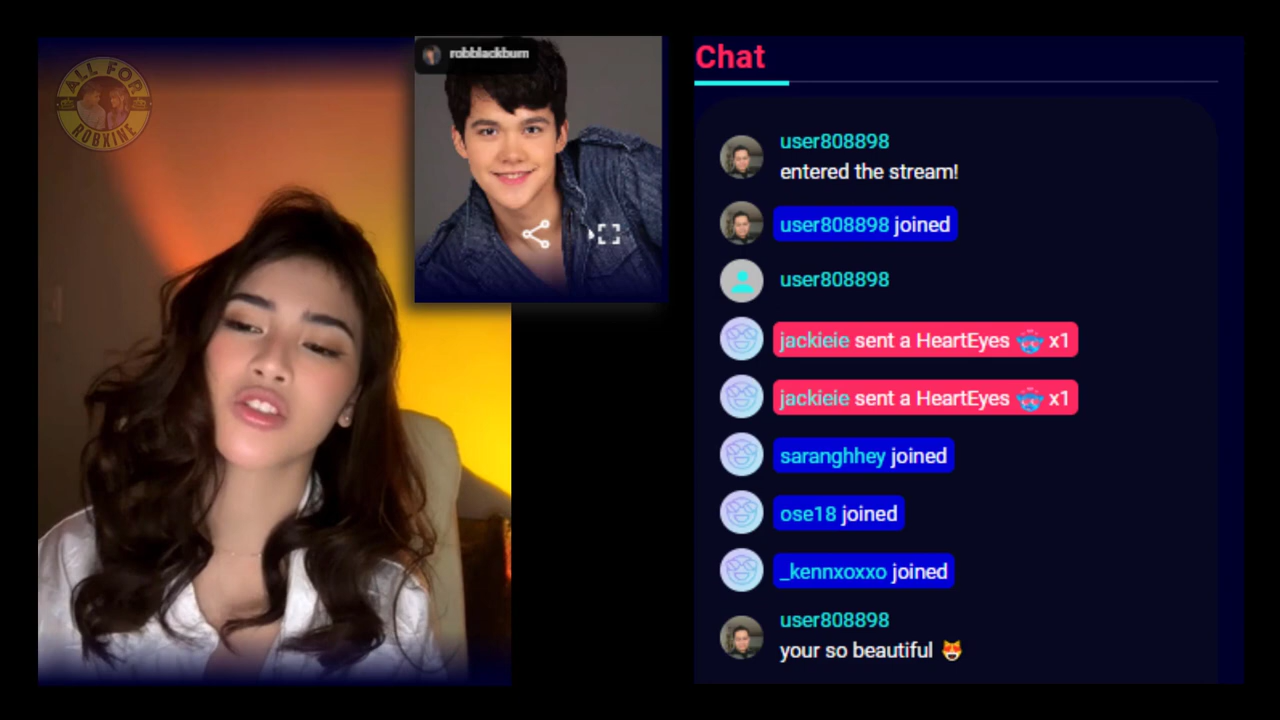 ALL FOR
ROBXINE
robblackburn
Chat
user808898
entered the stream!
user808898 joined
user808898
jackieie sent a HeartEyes x1
jackieie sent a HeartEyes x1
saranghhey joined
ose18 joined
_kennxoxxo joined
user808898
your so beautiful 😻